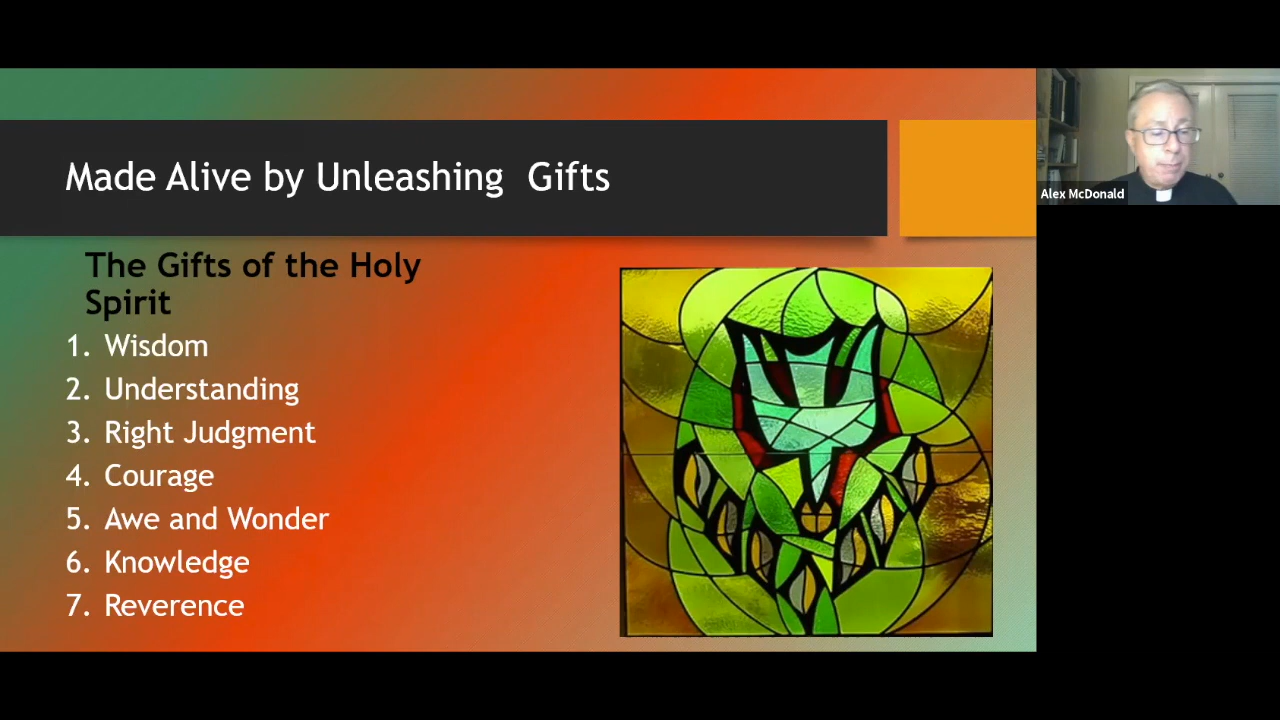 Made Alive by Unleashing  Gifts
Alex McDonald
The Gifts of the Holy
Spirit
1. Wisdom
2. Understanding
3. Right Judgment
4. Courage
5. Awe and Wonder
6. Knowledge
7. Reverence